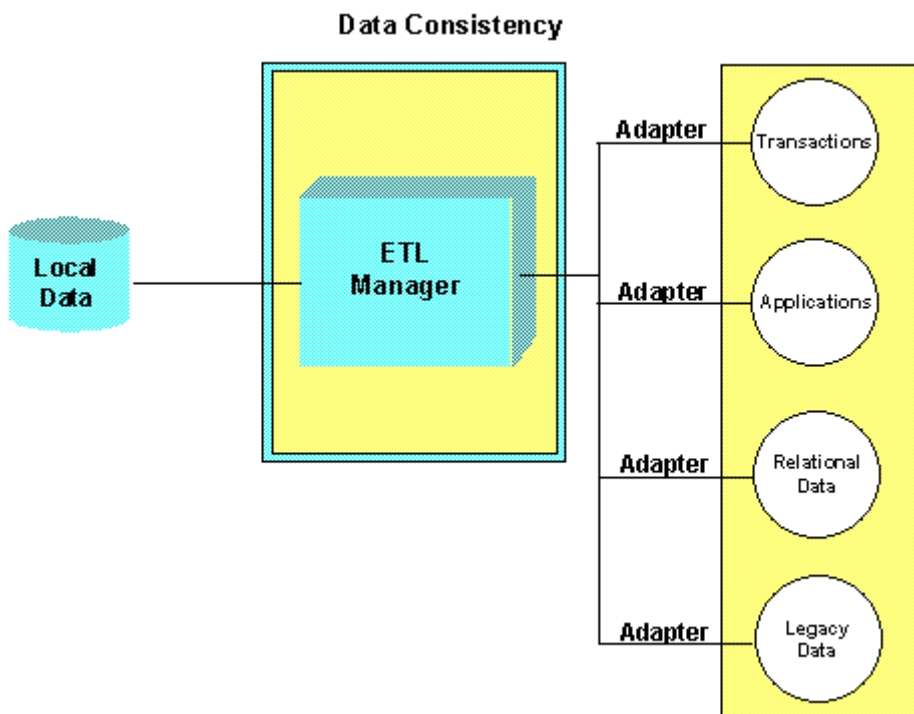 Data Consistency
Local
Data
ETL
Manager
Adapter
Transactions
Adapter
Applications
Adapter
Relational
Data
Adapter
Legacy
Data